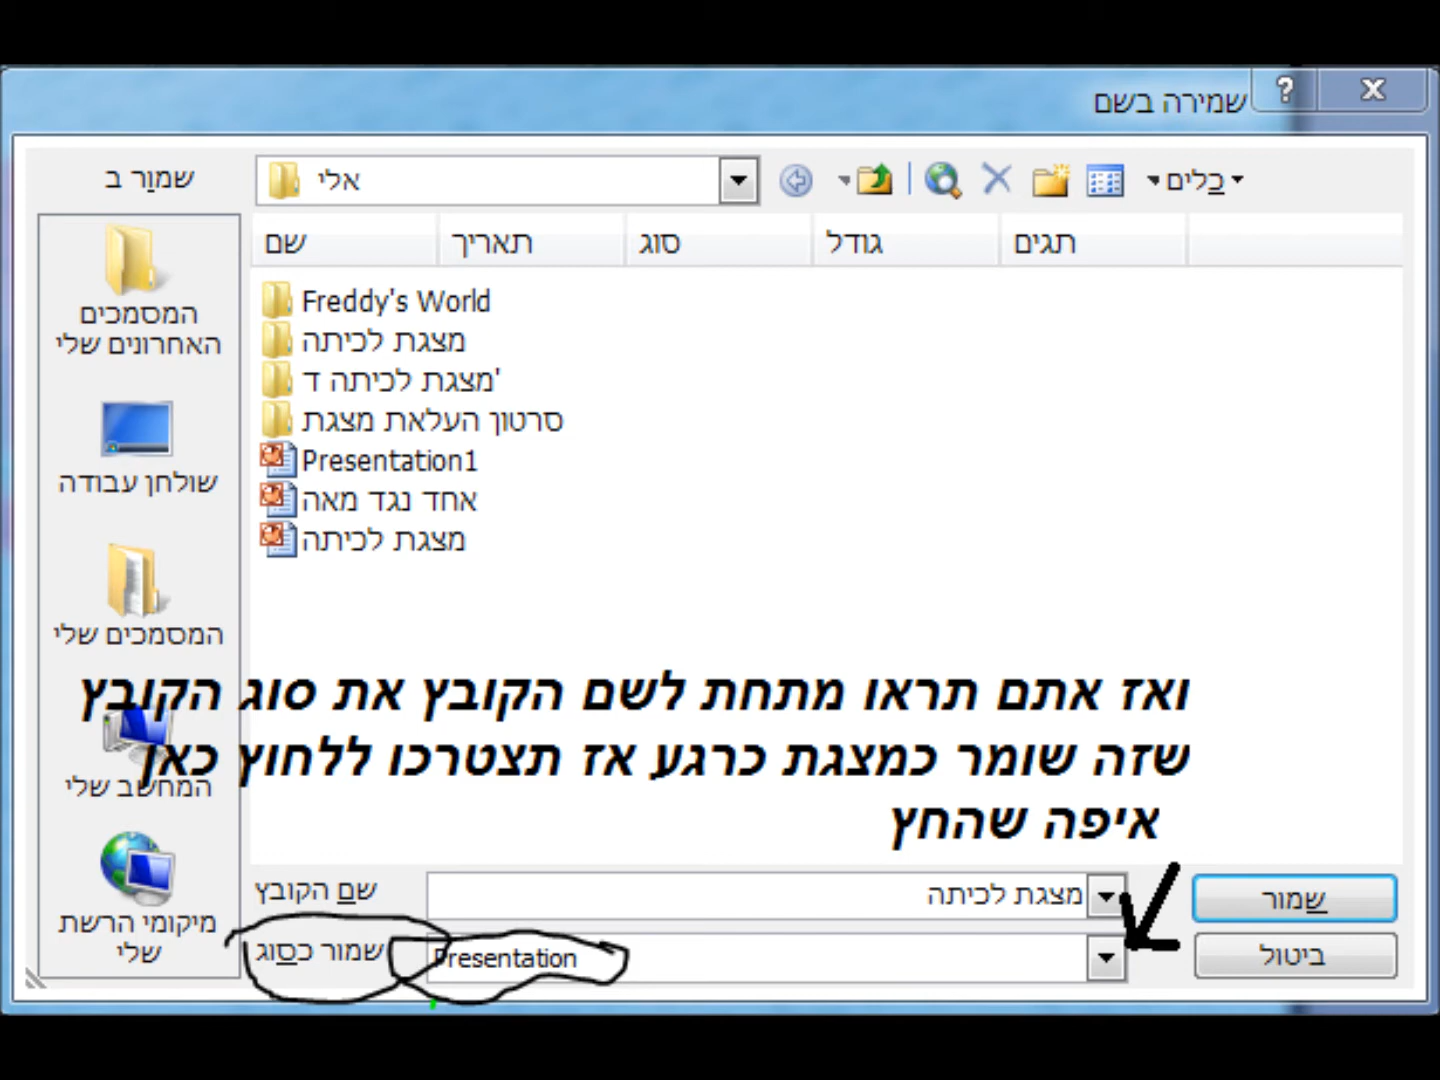 שמירה בשם
שמור ב
אלי
כלים
שם תאריך סוג גודל תגים
המסמכים
האחרונים שלי
שולחן עבודה
המסמכים שלי
המחשב שלי
מיקומי הרשת
שלי
Freddy's World
מצגת לכיתה
מצגת לכיתה ד'
סרטון העלאת מצגת
Presentation1
אחד נגד מאה
מצגת לכיתה
ואז אתם תראו מתחת לשם הקובץ את סוג הקובץ
שזה שומר כמצגת כרגע אז תצטרכו ללחוץ כאן
איפה שהחץ
שם הקובץ
מצגת לכיתה
שמור
שמור כסוג
Presentation
ביטול